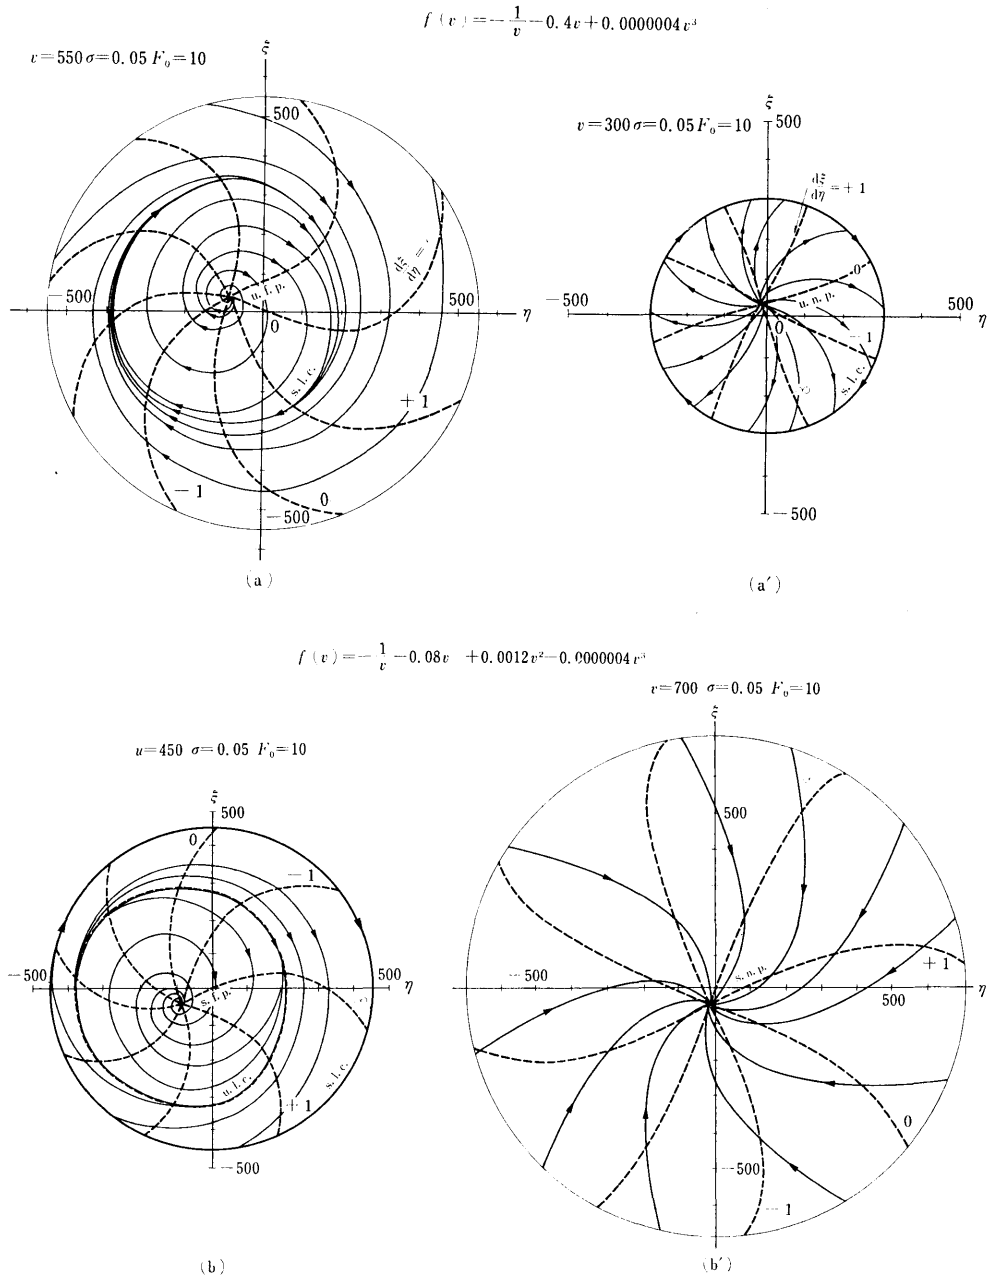 f (v) = −1/v − 0.4v + 0.0000004v³
v=550 σ=0.05 F₀=10
ξ
500
dξ/dη =
u. f. p.
−500
0
500
η
s. l. c.
+1
−1
0
−500
(a)
v=300 σ=0.05 F₀=10
ξ
500
dξ/dη = +1
0
u. n. p.
−500
0
500
η
−1
s. l. c.
−500
(a′)
f (v) = −1/v − 0.08v + 0.0012v² − 0.0000004v³
u=450 σ=0.05 F₀=10
ξ
500
0
−1
−500
500
η
s. f. p.
u. l. c.
s. l. c.
+1
−500
(b)
v=700 σ=0.05 F₀=10
ξ
500
s. n. p.
+1
−500
500
η
0
−500
−1
(b′)